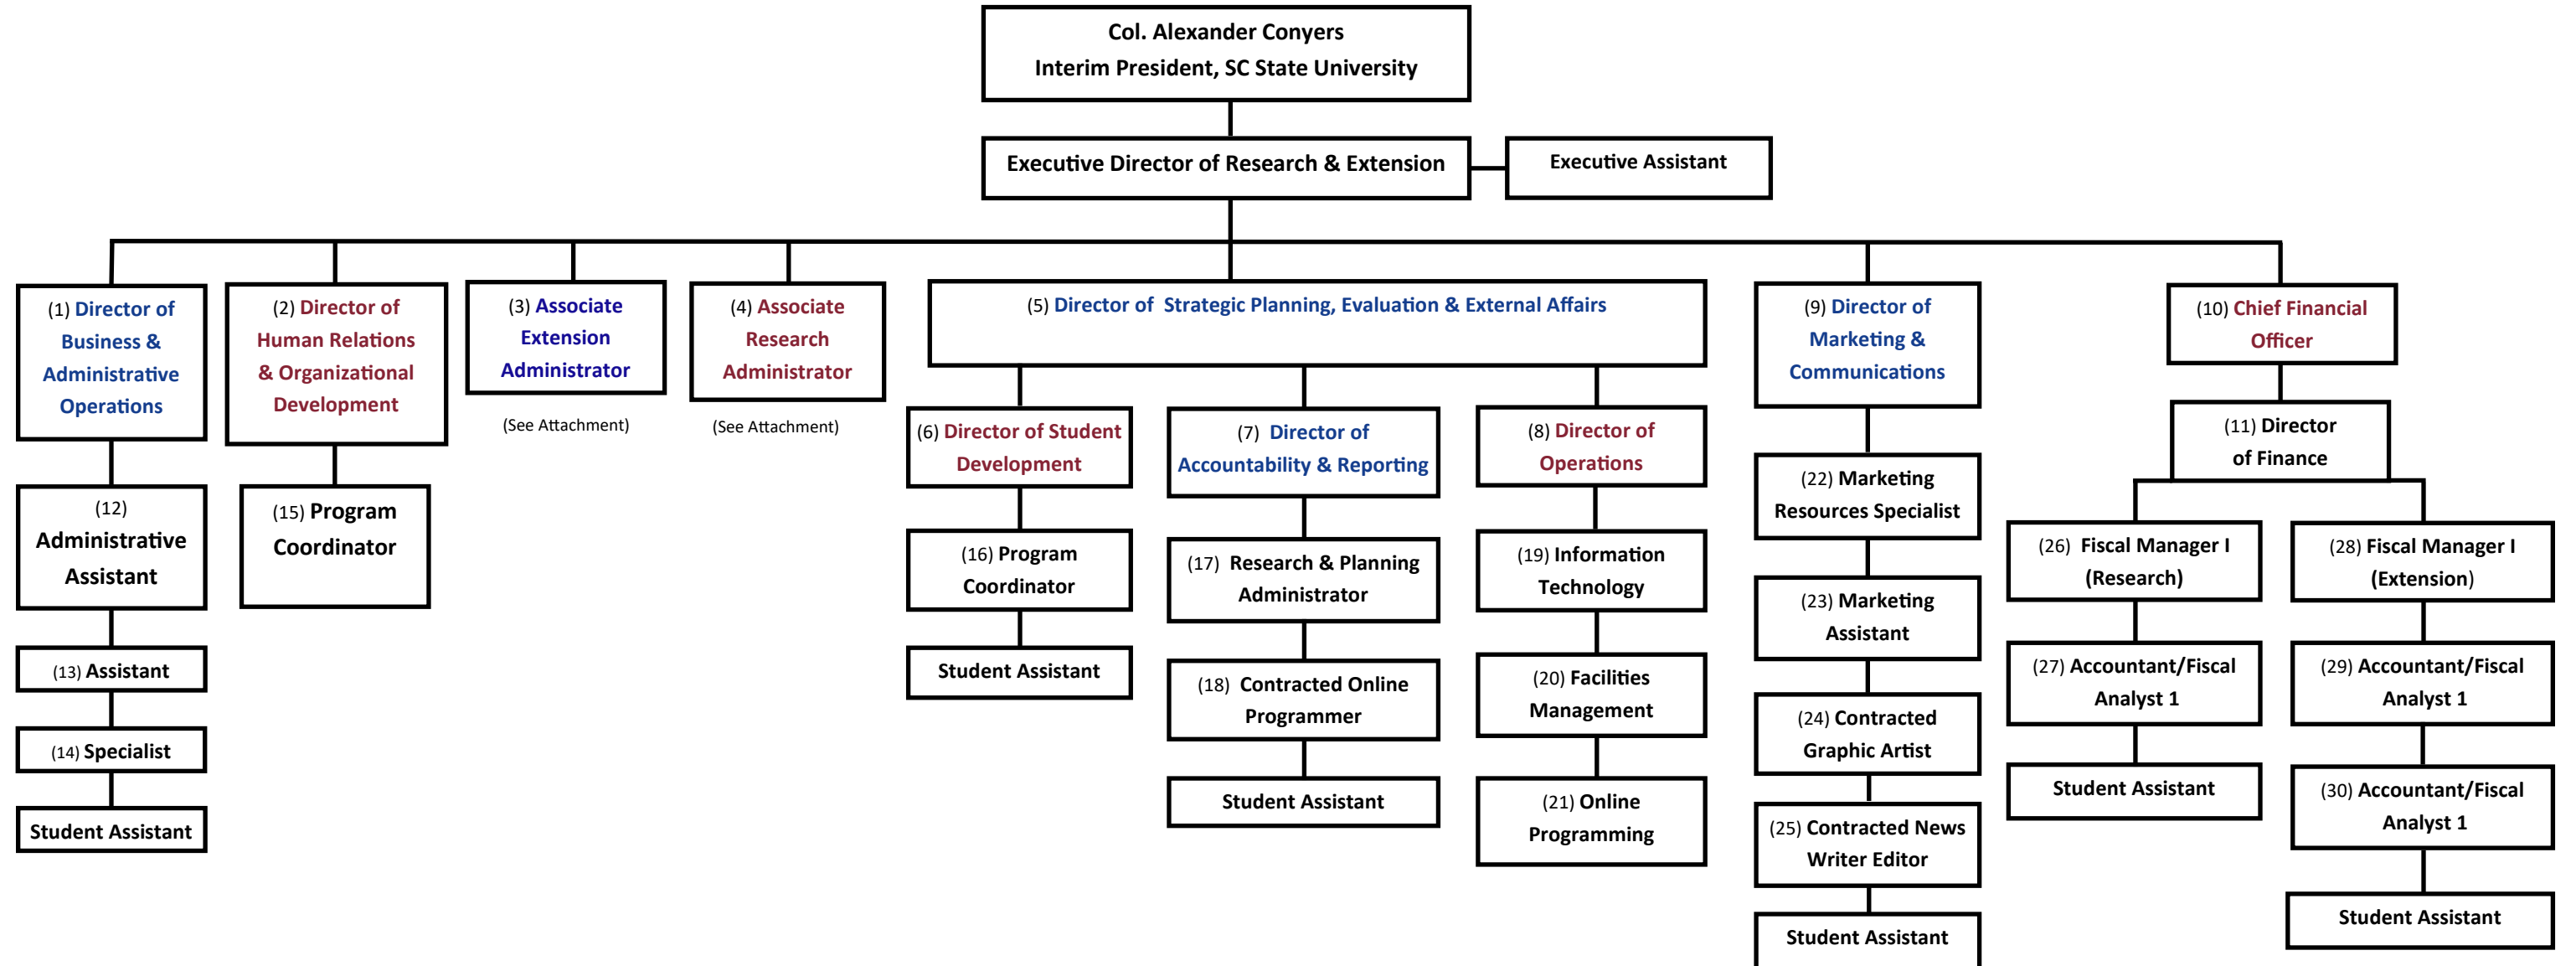 Col. Alexander Conyers
Interim President, SC State University
Executive Director of Research & Extension
Executive Assistant
(1) Director of
Business &
Administrative
Operations
(2) Director of
Human Relations
& Organizational
Development
(3) Associate
Extension
Administrator
(See Attachment)
(4) Associate
Research
Administrator
(See Attachment)
(5) Director of Strategic Planning, Evaluation & External Affairs
(9) Director of
Marketing &
Communications
(10) Chief Financial
Officer
(6) Director of Student
Development
(7) Director of
Accountability & Reporting
(8) Director of
Operations
(11) Director
of Finance
(12)
Administrative
Assistant
(13) Assistant
(14) Specialist
Student Assistant
(15) Program
Coordinator
(16) Program
Coordinator
Student Assistant
(17) Research & Planning
Administrator
(18) Contracted Online
Programmer
Student Assistant
(19) Information
Technology
(20) Facilities
Management
(21) Online
Programming
(22) Marketing
Resources Specialist
(23) Marketing
Assistant
(24) Contracted
Graphic Artist
(25) Contracted News
Writer Editor
Student Assistant
(26) Fiscal Manager I
(Research)
(27) Accountant/Fiscal
Analyst 1
Student Assistant
(28) Fiscal Manager I
(Extension)
(29) Accountant/Fiscal
Analyst 1
(30) Accountant/Fiscal
Analyst 1
Student Assistant